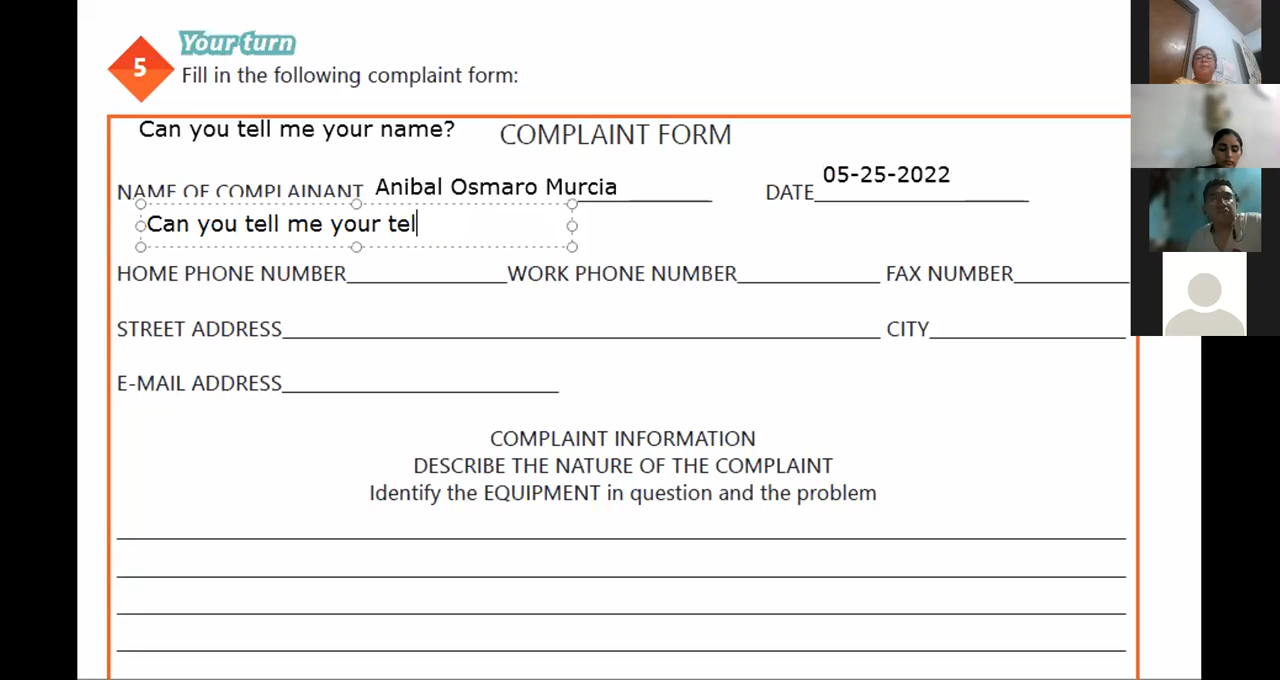 Your turn
5
Fill in the following complaint form:
Can you tell me your name?
COMPLAINT FORM
NAME OF COMPLAINANT Anibal Osmaro Murcia DATE 05-25-2022
Can you tell me your tel
HOME PHONE NUMBER WORK PHONE NUMBER FAX NUMBER
STREET ADDRESS CITY
E-MAIL ADDRESS
COMPLAINT INFORMATION
DESCRIBE THE NATURE OF THE COMPLAINT
Identify the EQUIPMENT in question and the problem